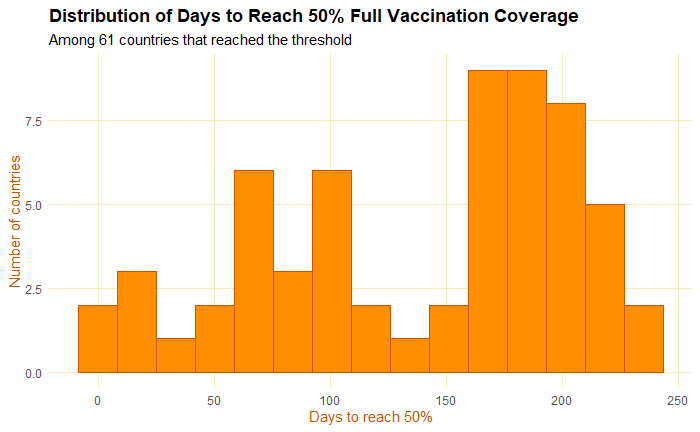 Distribution of Days to Reach 50% Full Vaccination Coverage
Among 61 countries that reached the threshold
Number of countries
7.5
5.0
2.5
0.0
0 50 100 150 200 250
Days to reach 50%